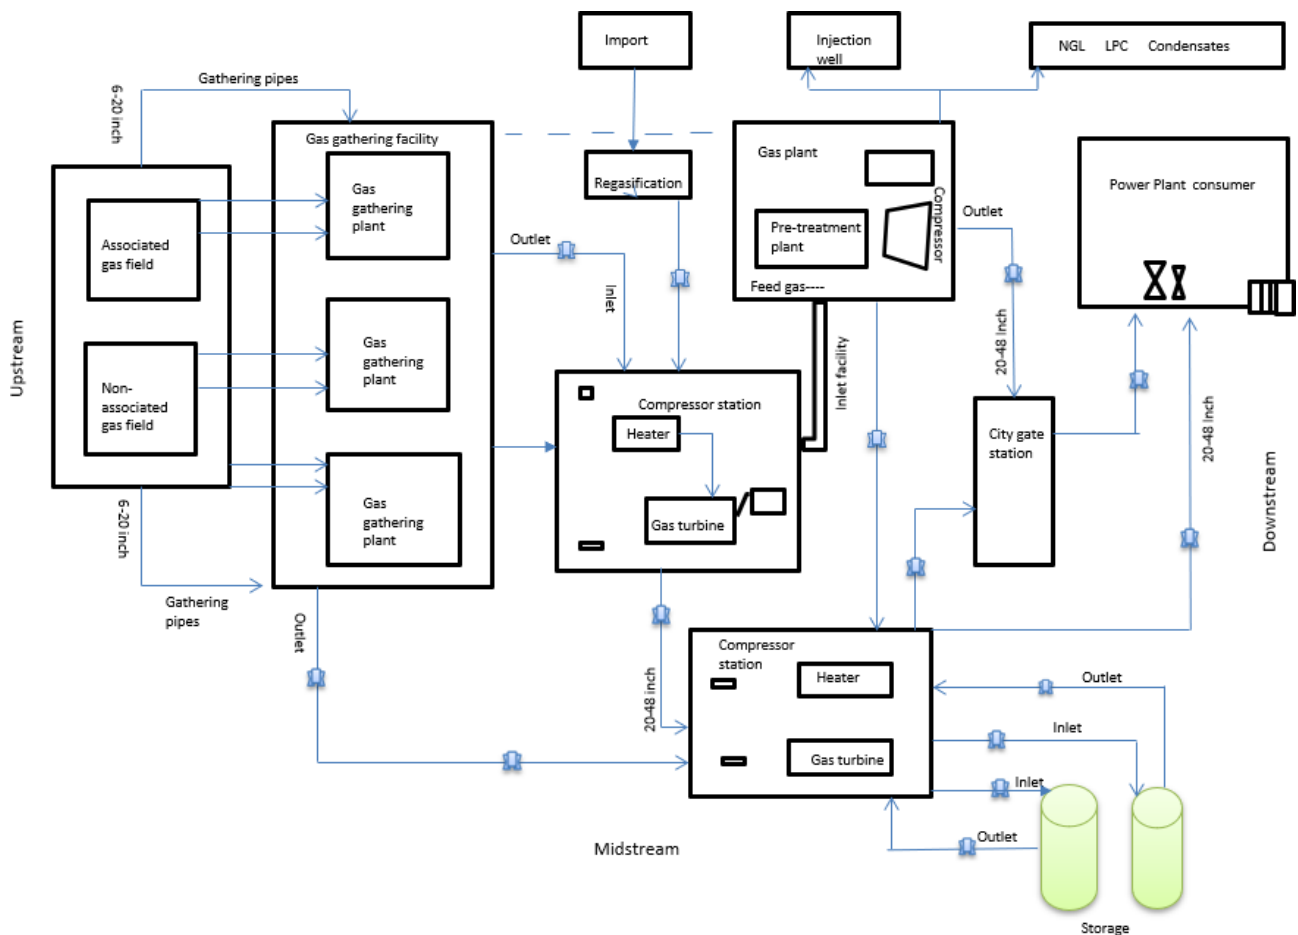 Import
Injection
well
NGL LPC Condensates
Gathering pipes
6-20 inch
Gas gathering facility
Gas plant
Power Plant consumer
Regasification
Gas
gathering
plant
Compressor
Outlet
Associated
gas field
Outlet
Pre-treatment
plant
Inlet
Feed gas----
Upstream
20-48 Inch
Inlet facility
Gas
gathering
plant
Non-
associated
gas field
Compressor station
Heater
City gate
station
20-48 Inch
Downstream
6-20 inch
Gas
gathering
plant
Gas turbine
Gathering
pipes
Outlet
Compressor
station
Heater
20-48 inch
Outlet
Inlet
Gas turbine
Inlet
Outlet
Midstream
Storage